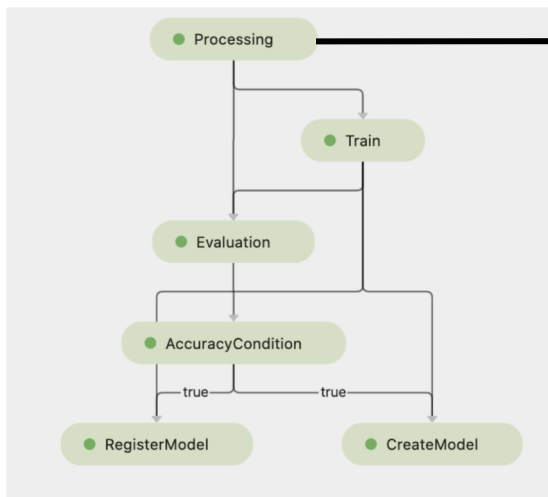 Processing
Train
Evaluation
AccuracyCondition
true
true
RegisterModel
CreateModel